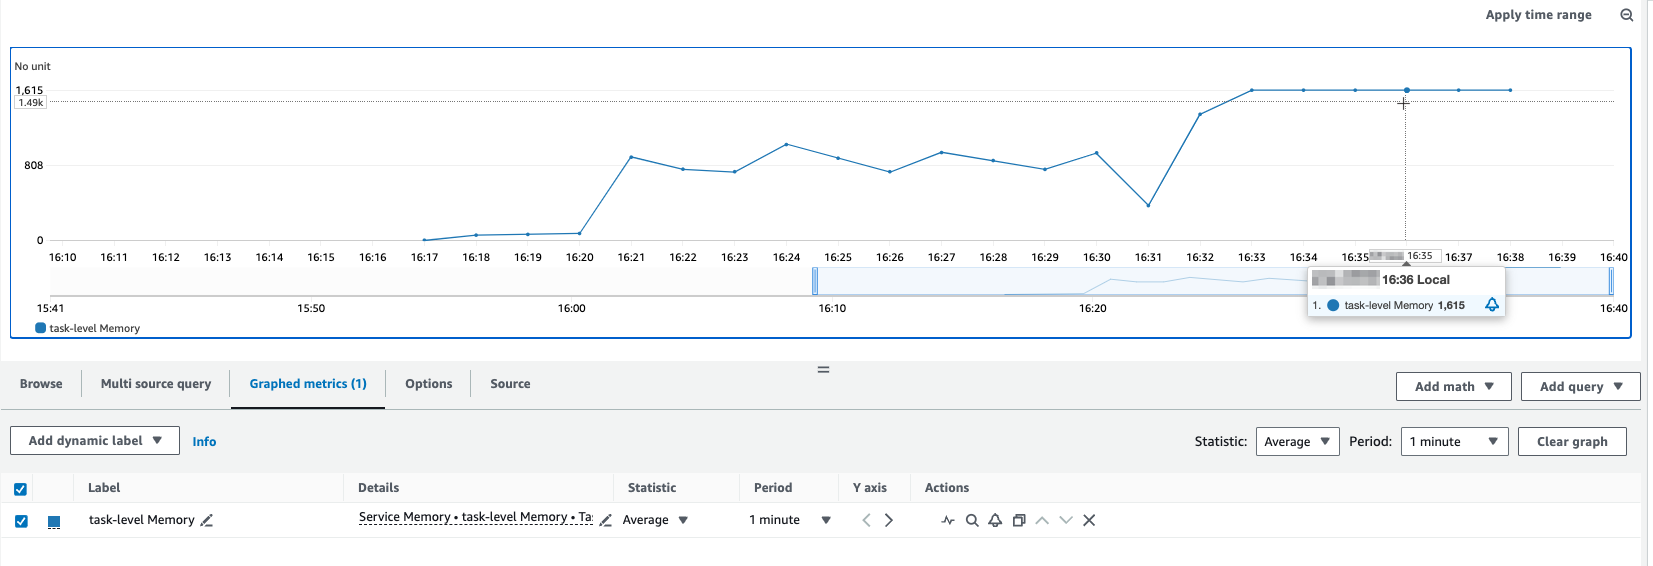 Apply time range
No unit
1,615
1.49k
808
0
16:10 16:11 16:12 16:13 16:14 16:15 16:16 16:17 16:18 16:19 16:20 16:21 16:22 16:23 16:24 16:25 16:26 16:27 16:28 16:29 16:30 16:31 16:32 16:33 16:34 16:35 16:35 16:37 16:38 16:39 16:40
16:36 Local
1. task-level Memory 1,615
15:41 15:50 16:00 16:10 16:20 16:40
task-level Memory
Browse Multi source query Graphed metrics (1) Options Source Add math Add query
Add dynamic label Info Statistic: Average Period: 1 minute Clear graph
Label Details Statistic Period Y axis Actions
task-level Memory Service Memory • task-level Memory • Ta Average 1 minute